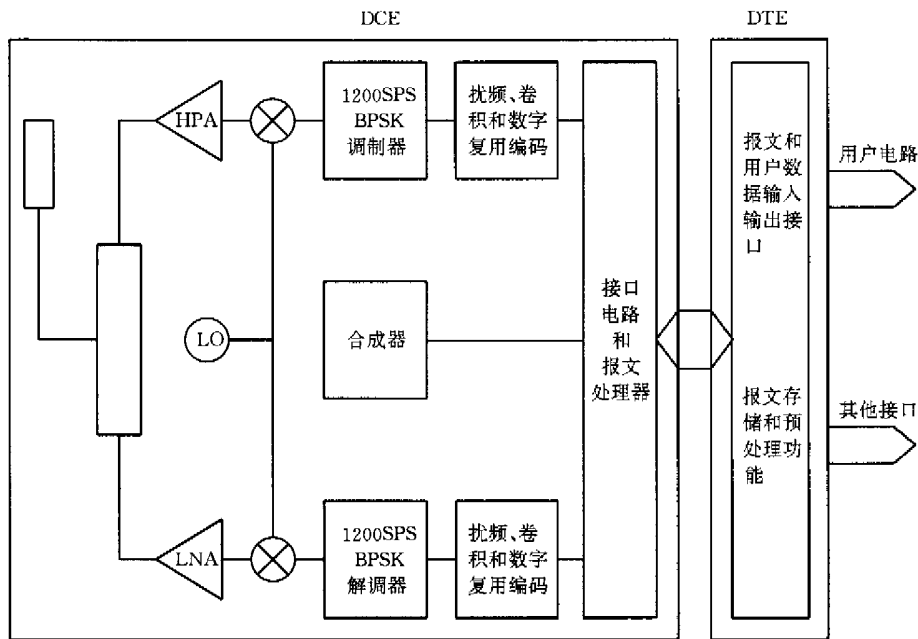 DCE
DTE
HPA
1200SPS
BPSK
调制器
扰频、卷
积和数字
复用编码
报文和
用户数
据输入
输出接
口
用户电路
LO
合成器
接口
电路
和
报文
处理器
报文存
储和预
处理功
能
其他接口
LNA
1200SPS
BPSK
解调器
扰频、卷
积和数字
复用编码